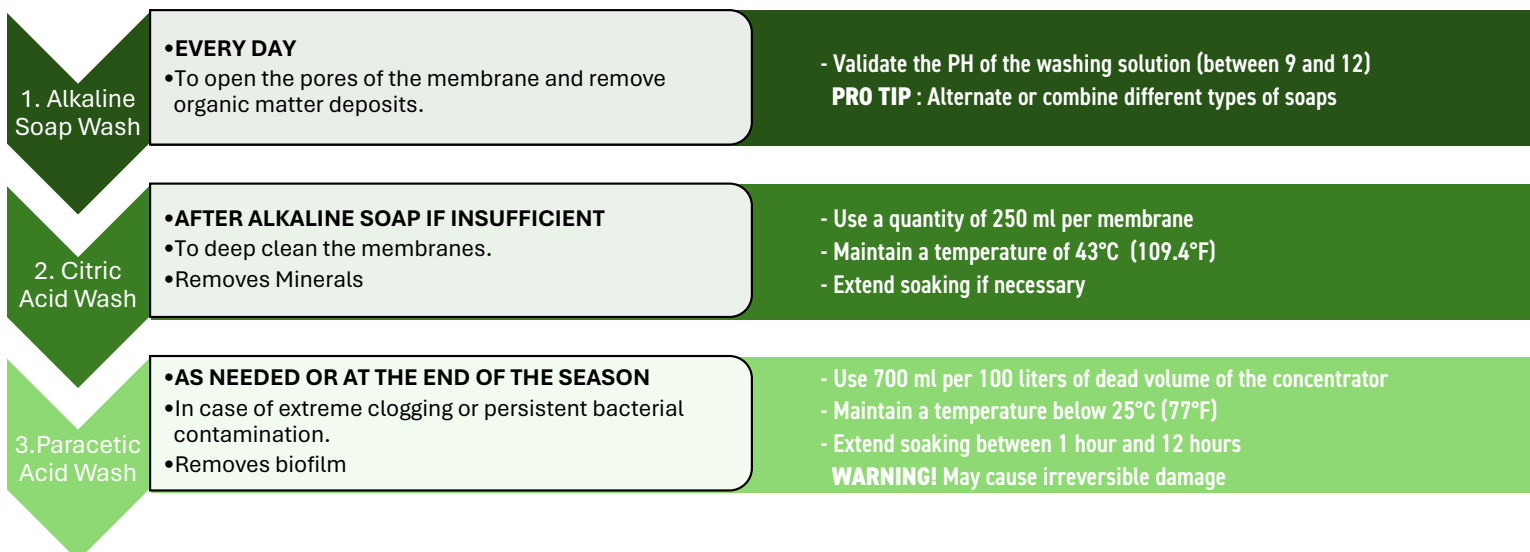 1. Alkaline
Soap Wash
•EVERY DAY
•To open the pores of the membrane and remove
organic matter deposits.
- Validate the PH of the washing solution (between 9 and 12)
PRO TIP : Alternate or combine different types of soaps
2. Citric
Acid Wash
•AFTER ALKALINE SOAP IF INSUFFICIENT
•To deep clean the membranes.
•Removes Minerals
- Use a quantity of 250 ml per membrane
- Maintain a temperature of 43°C (109.4°F)
- Extend soaking if necessary
3.Paracetic
Acid Wash
•AS NEEDED OR AT THE END OF THE SEASON
•In case of extreme clogging or persistent bacterial
contamination.
•Removes biofilm
- Use 700 ml per 100 liters of dead volume of the concentrator
- Maintain a temperature below 25°C (77°F)
- Extend soaking between 1 hour and 12 hours
WARNING! May cause irreversible damage